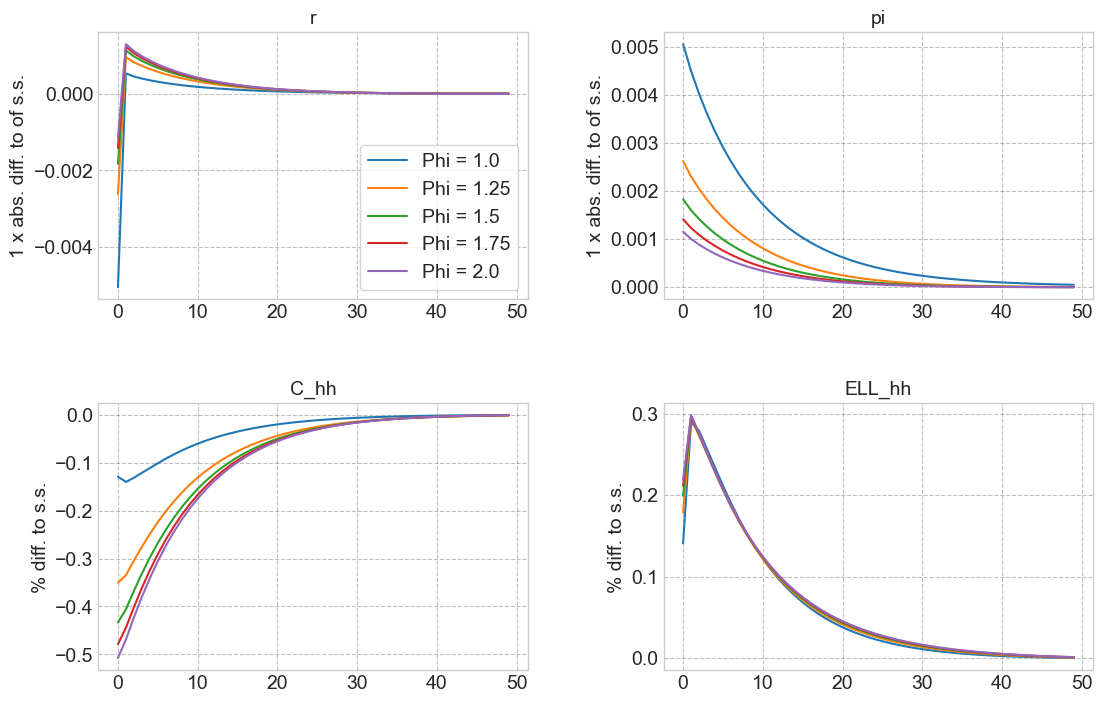 r
1 x abs. diff. to of s.s.
0.000
−0.002
−0.004
0 10 20 30 40 50
Phi = 1.0
Phi = 1.25
Phi = 1.5
Phi = 1.75
Phi = 2.0
pi
1 x abs. diff. to of s.s.
0.005
0.004
0.003
0.002
0.001
0.000
0 10 20 30 40 50
C_hh
% diff. to s.s.
0.0
−0.1
−0.2
−0.3
−0.4
−0.5
0 10 20 30 40 50
ELL_hh
% diff. to s.s.
0.3
0.2
0.1
0.0
0 10 20 30 40 50